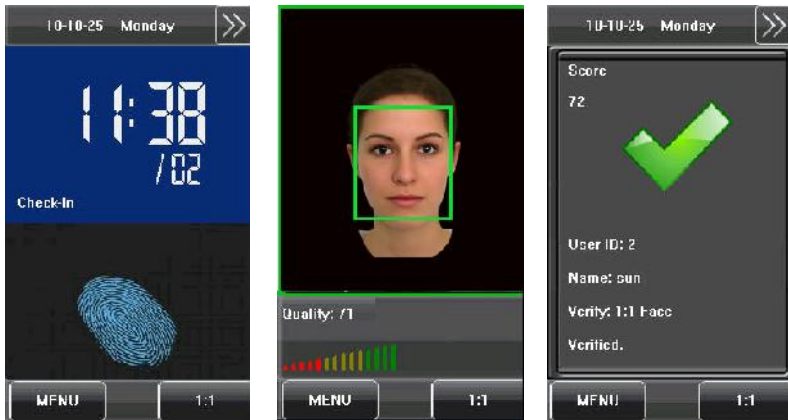 10-10-25 Monday
11:38
/02
Check-In
MENU
1:1
Quality: 71
MENU
1:1
10-10-25 Monday
Score
72
User ID: 2
Name: sun
Verify: 1:1 Face
Verified.
MENU
1:1